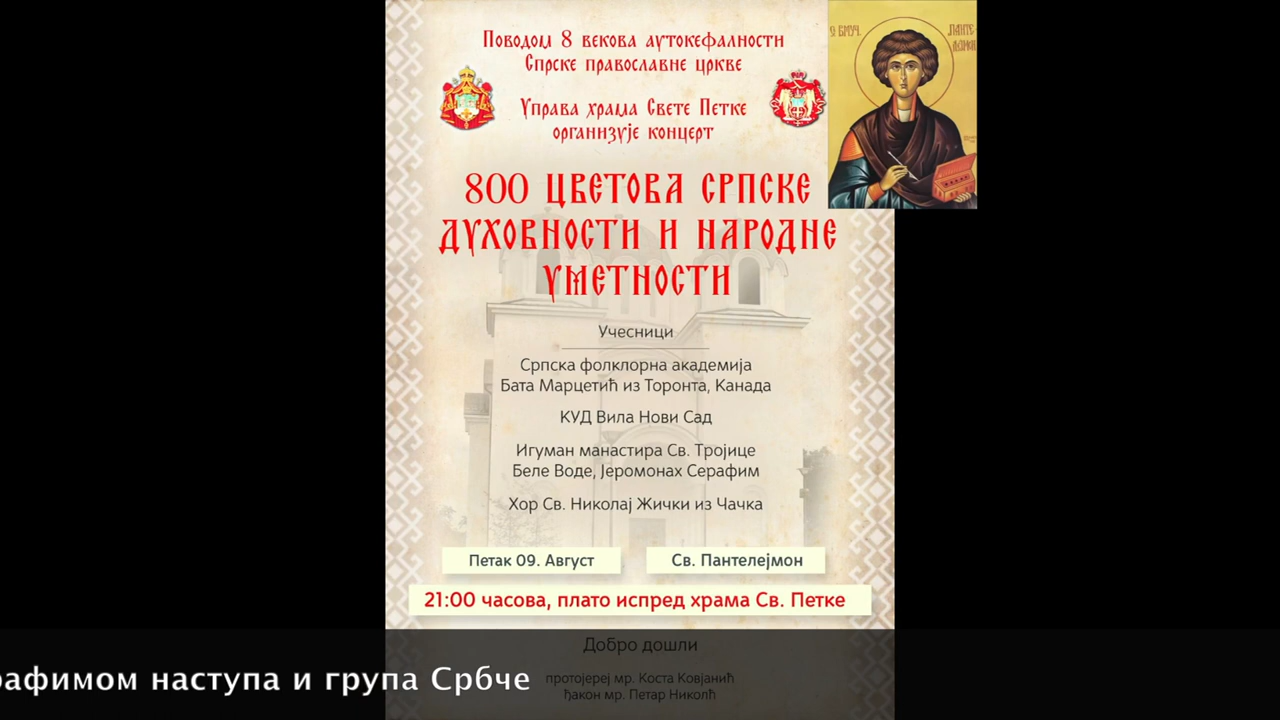 Поводом 8 векова аутокефалности
Спрске православне цркве
Управа храма Свете Петке
организује концерт
800 ЦВЕТОВА СРПСКЕ
ДУХОВНОСТИ И НАРОДНЕ
УМЕТНОСТИ
Учесници
Српска фолклорна академија
Бата Марцетић из Торонта, Канада
КУД Вила Нови Сад
Игуман манастира Св. Тројице
Беле Воде, Јеромонах Серафим
Хор Св. Николај Жички из Чачка
Петак 09. Август
Св. Пантелејмон
21:00 часова, плато испред храма Св. Петке
Добро дошли
протојереј мр. Коста Ковјанић
ђакон мр. Петар Николћ
рафимом наступа и група Србче